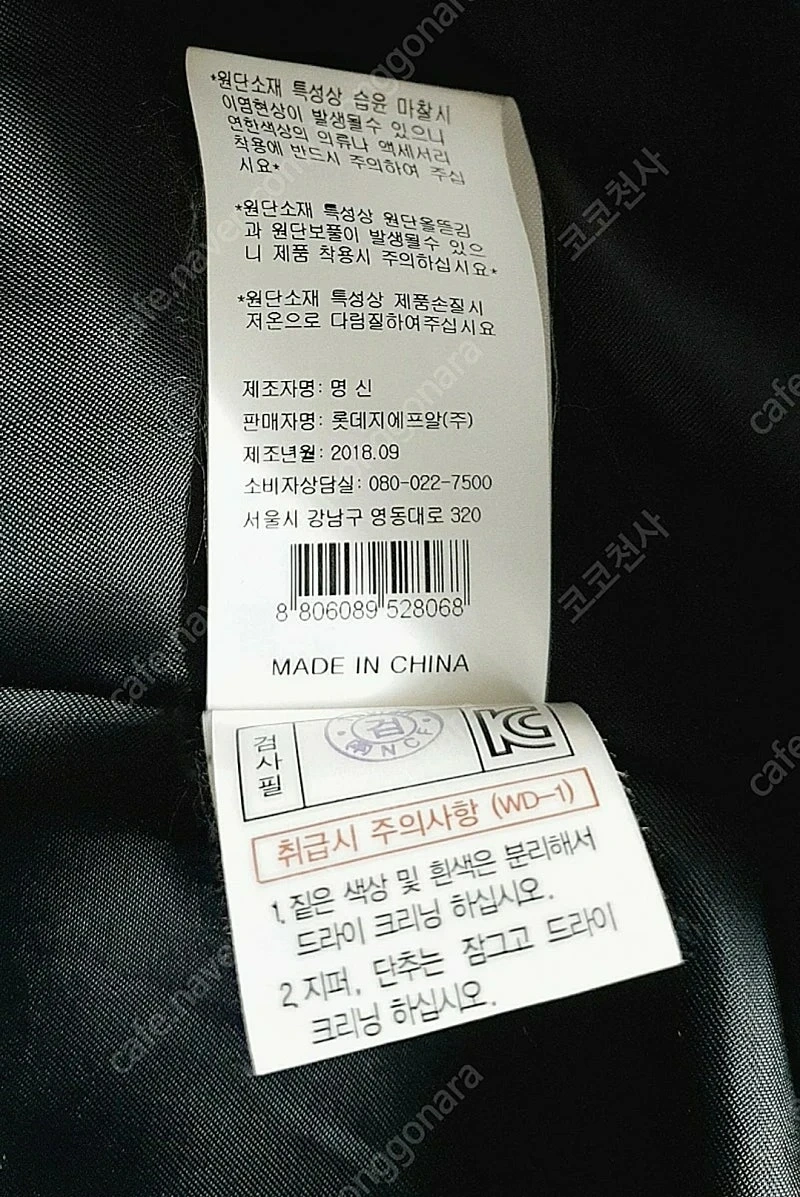 *원단소재 특성상 습윤 마찰시
이염현상이 발생될수 있으니
연한색상의 의류나 액세서리
착용에 반드시 주의하여 주십
시요*
*원단소재 특성상 원단올뜰김
과 원단보풀이 발생될수 있으
니 제품 착용시 주의하십시요*
*원단소재 특성상 제품손질시
저온으로 다림질하여주십시요
제조자명: 명 신
판매자명: 롯데지에프알(주)
제조년월: 2018.09
소비자상담실: 080-022-7500
서울시 강남구 영동대로 320
8 806089 528068
MADE IN CHINA
검사필
검
NCF
취급시 주의사항 (WD-1)
1. 짙은 색상 및 흰색은 분리해서
드라이 크리닝 하십시오.
2. 지퍼, 단추는 잠그고 드라이
크리닝 하십시오.
코코천사
코코천사